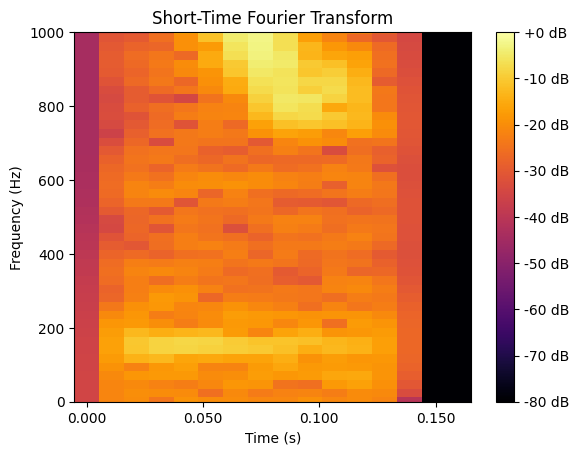 Short-Time Fourier Transform
1000
800
600
400
200
0
Frequency (Hz)
0.000
0.050
0.100
0.150
Time (s)
+0 dB
-10 dB
-20 dB
-30 dB
-40 dB
-50 dB
-60 dB
-70 dB
-80 dB